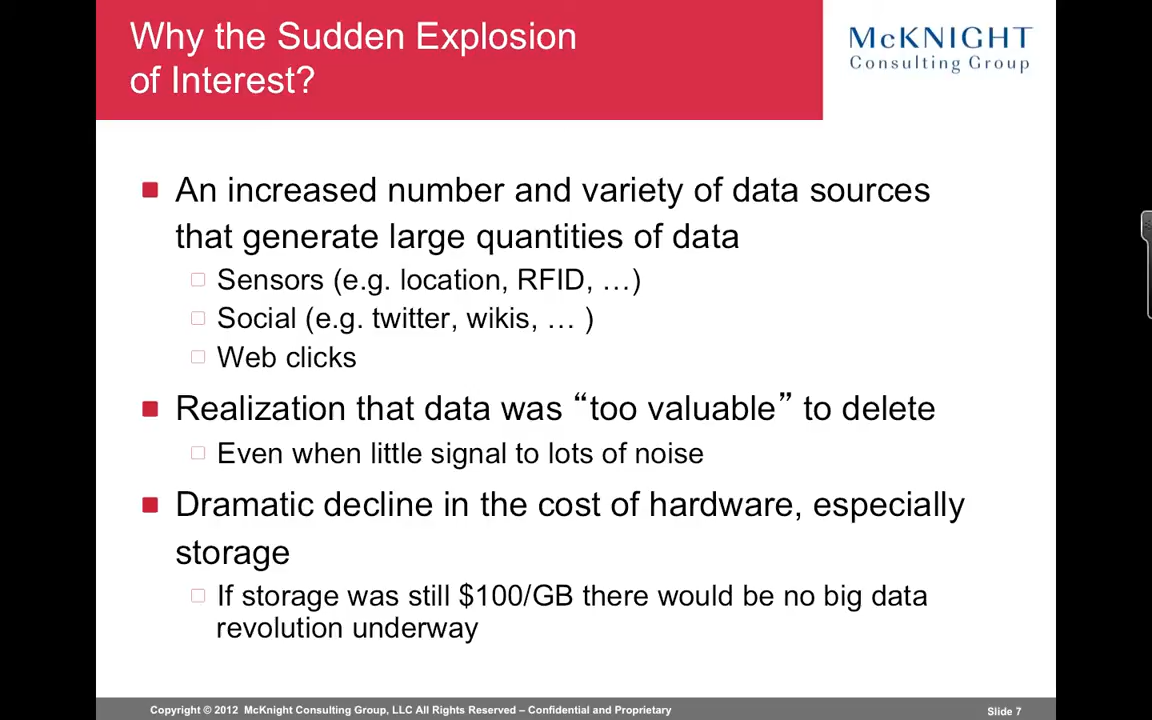 Why the Sudden Explosion
of Interest?
McKNIGHT
Consulting Group
An increased number and variety of data sources
that generate large quantities of data
Sensors (e.g. location, RFID, …)
Social (e.g. twitter, wikis, … )
Web clicks
Realization that data was “too valuable” to delete
Even when little signal to lots of noise
Dramatic decline in the cost of hardware, especially
storage
If storage was still $100/GB there would be no big data
revolution underway
Copyright © 2012 McKnight Consulting Group, LLC All Rights Reserved – Confidential and Proprietary
Slide 7